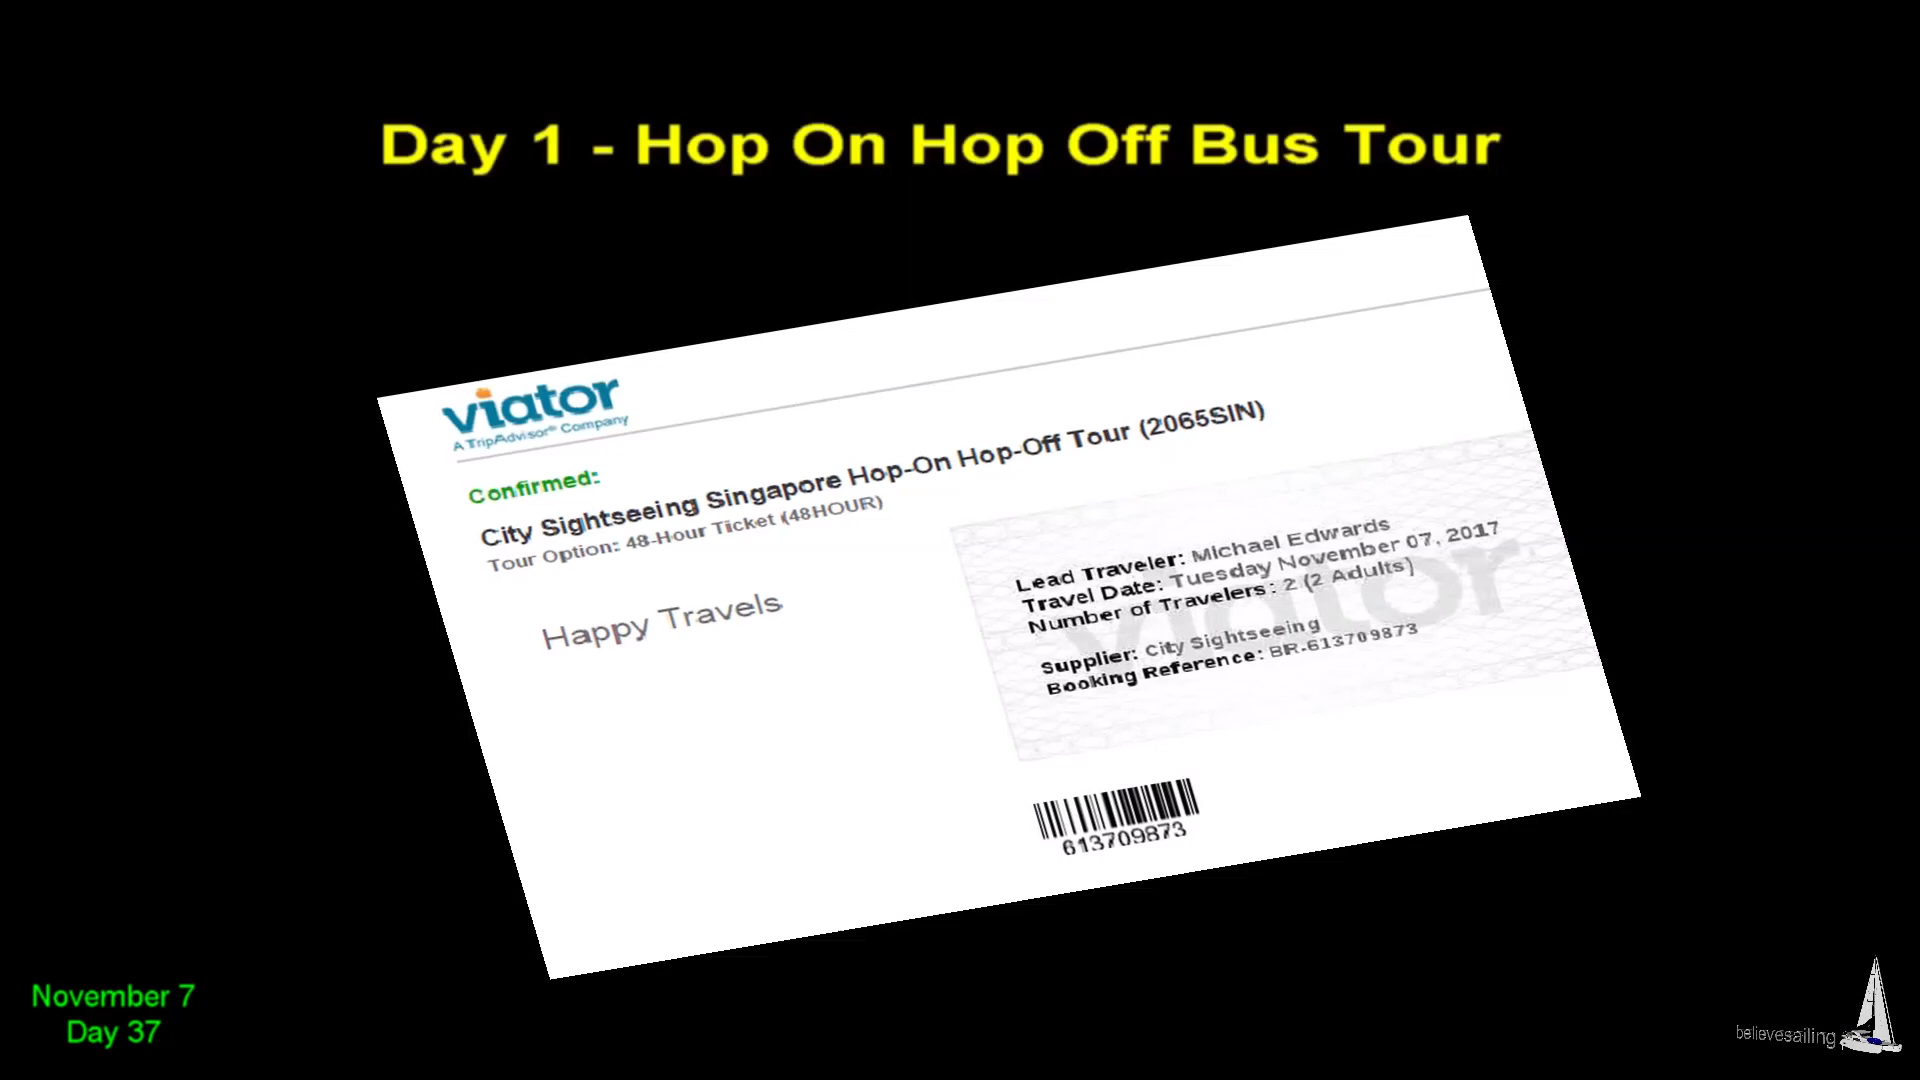 Day 1 - Hop On Hop Off Bus Tour
viator
A TripAdvisor® Company
Confirmed:
City Sightseeing Singapore Hop-On Hop-Off Tour (2065SIN)
Tour Option: 48-Hour Ticket (48HOUR)
Happy Travels
Lead Traveler: Michael Edwards
Travel Date: Tuesday November 07, 2017
Number of Travelers: 2 (2 Adults)
viator
Supplier: City Sightseeing
Booking Reference: BR-613709873
613709873
November 7
Day 37
believesailing